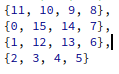 {11, 10, 9, 8},
{0, 15, 14, 7},
{1, 12, 13, 6},
{2, 3, 4, 5}